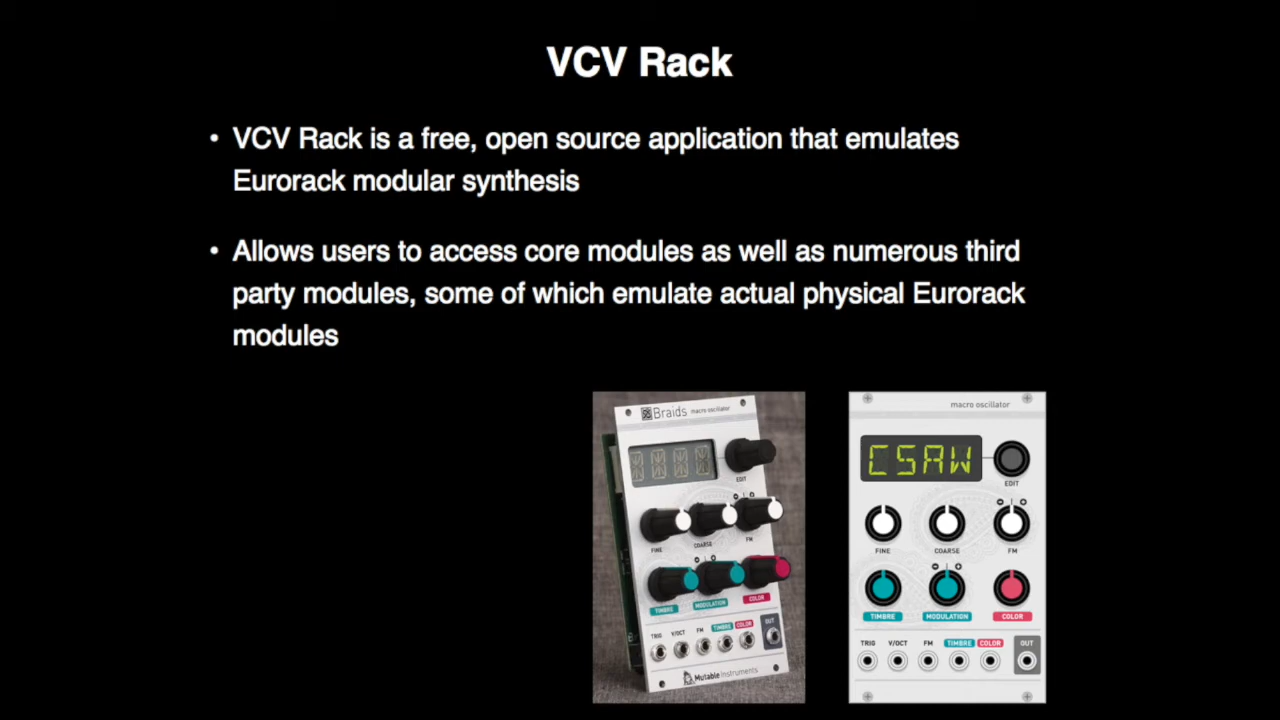 VCV Rack
• VCV Rack is a free, open source application that emulates
Eurorack modular synthesis
• Allows users to access core modules as well as numerous third
party modules, some of which emulate actual physical Eurorack
modules
Braids macro oscillator
EDIT
FINE COARSE FM
TIMBRE MODULATION COLOR
TRIG V/OCT FM TIMBRE COLOR OUT
Mutable Instruments
macro oscillator
CSAW
EDIT
FINE COARSE FM
TIMBRE MODULATION COLOR
TRIG V/OCT FM TIMBRE COLOR OUT